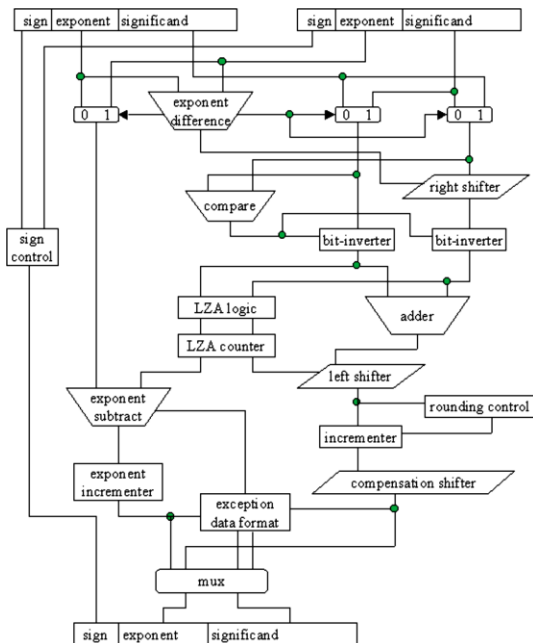 sign exponent significand sign exponent significand
0 1 exponent difference 0 1 0 1
right shifter
compare
sign control bit-inverter bit-inverter
LZA logic adder
LZA counter
left shifter
exponent subtract rounding control
incrementer
exponent incrementer compensation shifter
exception data format
mux
sign exponent significand